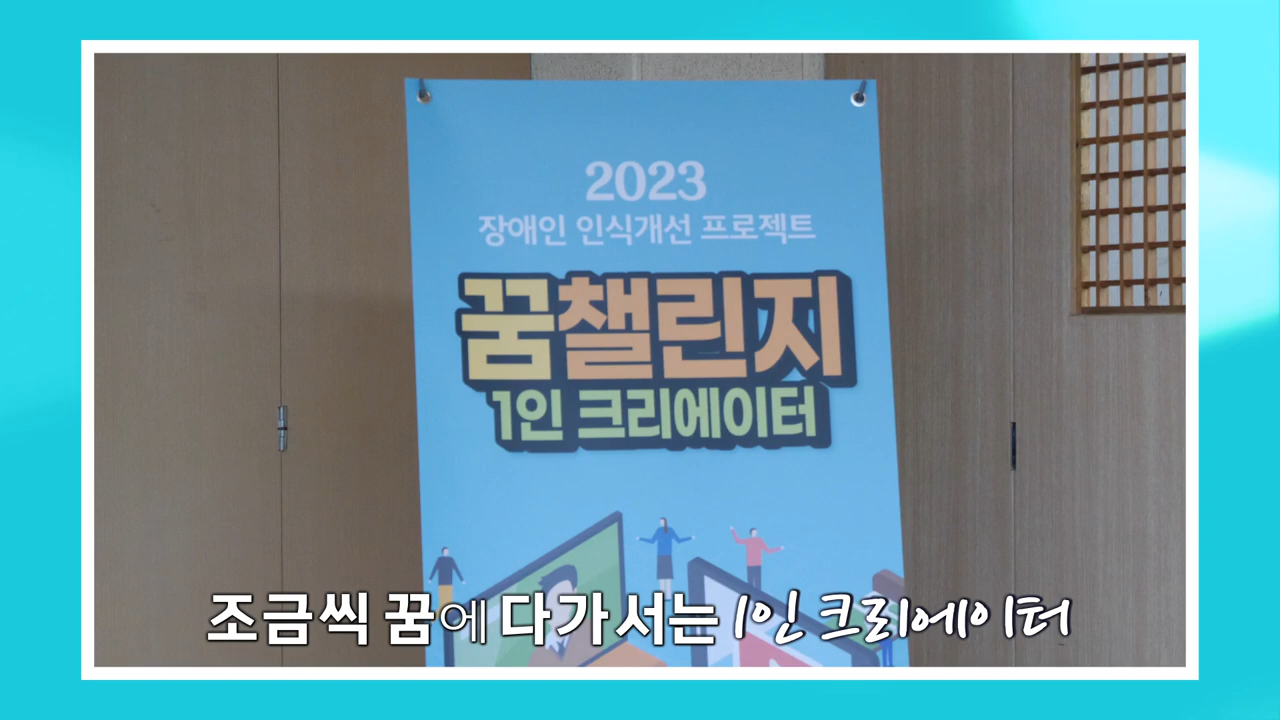 2023
장애인 인식개선 프로젝트
꿈챌린지
1인 크리에이터
조금씩 꿈에 다가 서는 1인 크리에이터